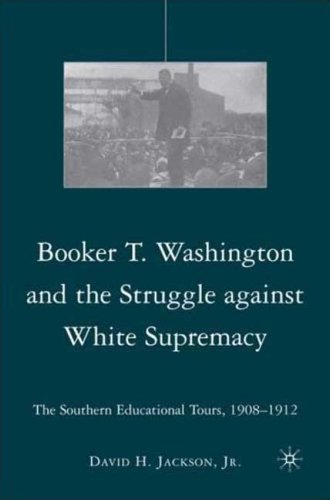 Booker T. Washington
and the Struggle against
White Supremacy
The Southern Educational Tours, 1908–1912
David H. Jackson, Jr.